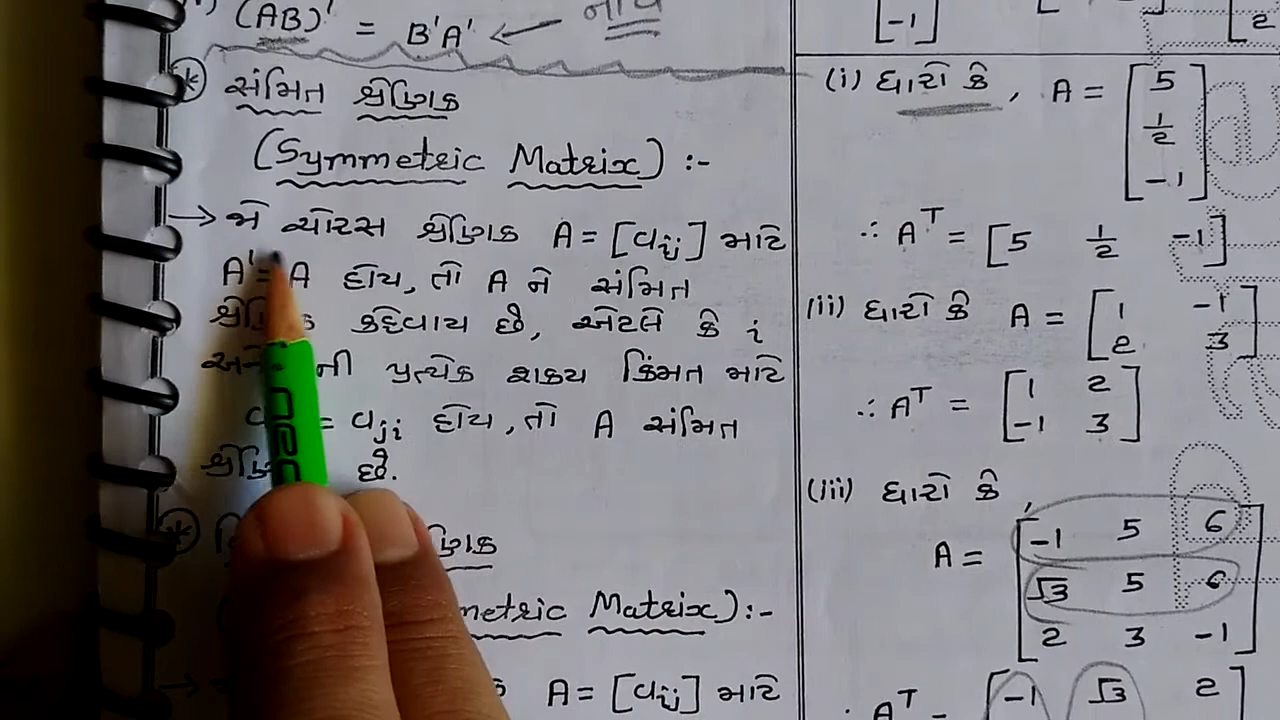 (AB)' = B'A' ← નોંધ
* સંમિત શ્રેણિક
(Symmetric Matrix) :-
→ જો ચોરસ શ્રેણિક A = [aij] માટે
A' = A હોય, તો A ને સંમિત
કહેવાય છે, એટલે કે i
ની પ્રત્યેક શક્ય કિંમત માટે
= aji હોય, તો A સંમિત
છે.
*
Matrix) :-
→ A = [aij] માટે
[-1]
2
(i) ધારો કે, A = [5
1/2
-1]
∴ A^T = [5 1/2 -1]
(ii) ધારો કે A = [1 -1
2 3]
∴ A^T = [1 2
-1 3]
(iii) ધારો કે,
A = [-1 5 6
√3 5 6
2 3 -1]
A^T = [-1 √3 2